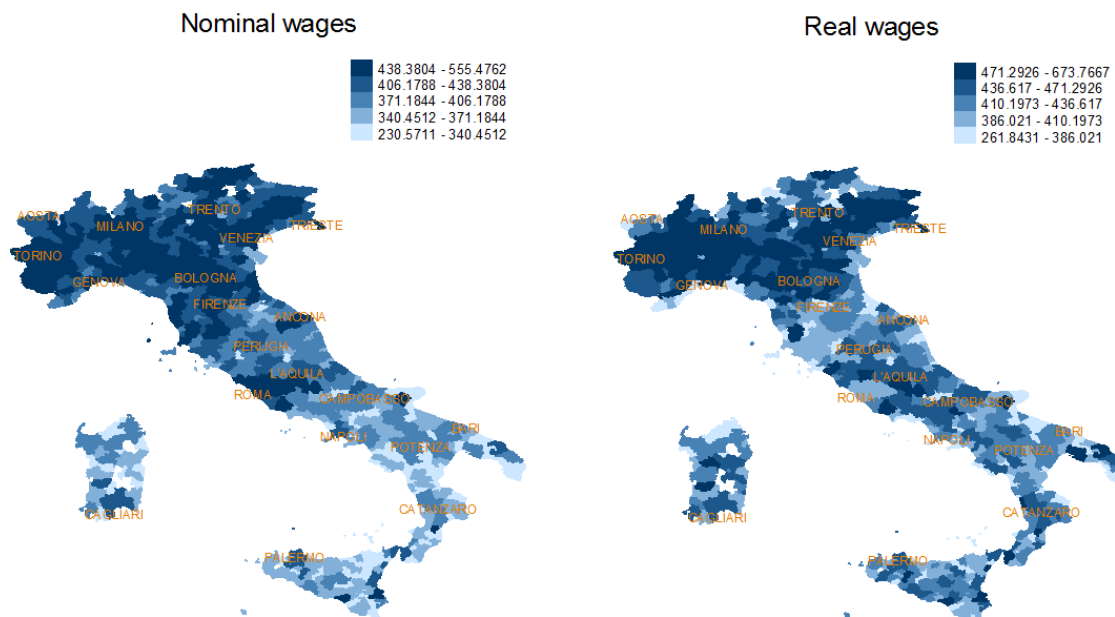 Nominal wages
438.3804 - 555.4762
406.1788 - 438.3804
371.1844 - 406.1788
340.4512 - 371.1844
230.5711 - 340.4512
AOSTA
TRENTO
MILANO
TRIESTE
VENEZIA
TORINO
BOLOGNA
GENOVA
FIRENZE
ANCONA
PERUGIA
L'AQUILA
ROMA
CAMPOBASSO
BARI
NAPOLI
POTENZA
CATANZARO
CAGLIARI
PALERMO
Real wages
471.2926 - 673.7667
436.617 - 471.2926
410.1973 - 436.617
386.021 - 410.1973
261.8431 - 386.021
AOSTA
TRENTO
MILANO
TRIESTE
VENEZIA
TORINO
BOLOGNA
GENOVA
FIRENZE
ANCONA
PERUGIA
L'AQUILA
ROMA
CAMPOBASSO
BARI
NAPOLI
POTENZA
CATANZARO
CAGLIARI
PALERMO